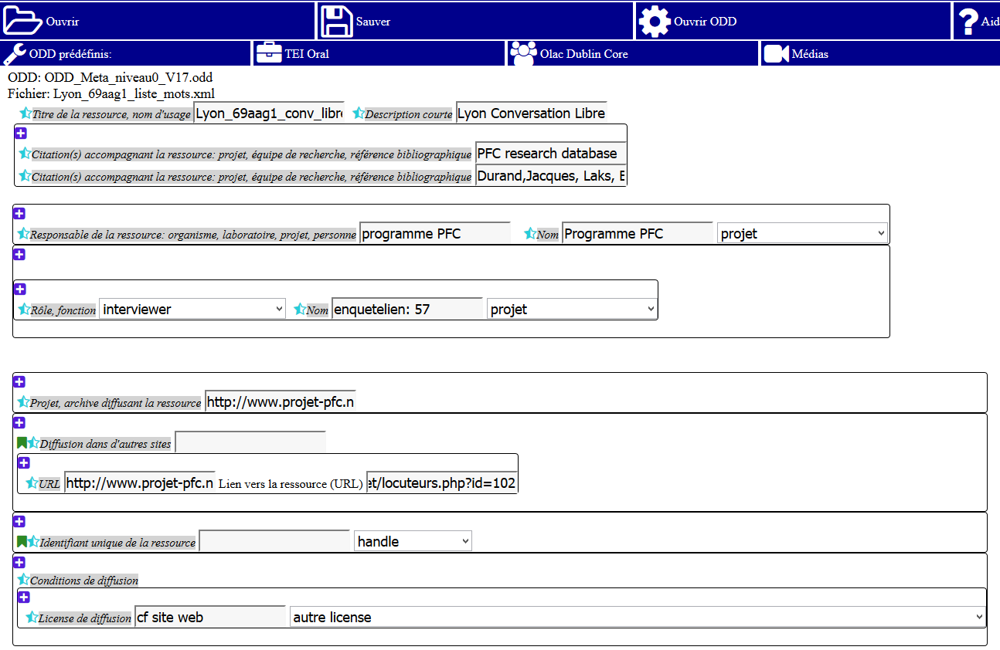 Ouvrir Sauver Ouvrir ODD Aid
ODD prédéfinis: TEI Oral Olac Dublin Core Médias
ODD: ODD_Meta_niveau0_V17.odd
Fichier: Lyon_69aag1_liste_mots.xml
Titre de la ressource, nom d'usage Lyon_69aag1_conv_libre Description courte Lyon Conversation Libre
Citation(s) accompagnant la ressource: projet, équipe de recherche, référence bibliographique PFC research database
Citation(s) accompagnant la ressource: projet, équipe de recherche, référence bibliographique Durand,Jacques, Laks, B
Responsable de la ressource: organisme, laboratoire, projet, personne programme PFC Nom Programme PFC projet
Rôle, fonction interviewer Nom enquetelien: 57 projet
Projet, archive diffusant la ressource http://www.projet-pfc.n
Diffusion dans d'autres sites
URL http://www.projet-pfc.n Lien vers la ressource (URL) et/locuteurs.php?id=102
Identifiant unique de la ressource handle
Conditions de diffusion
License de diffusion cf site web autre license